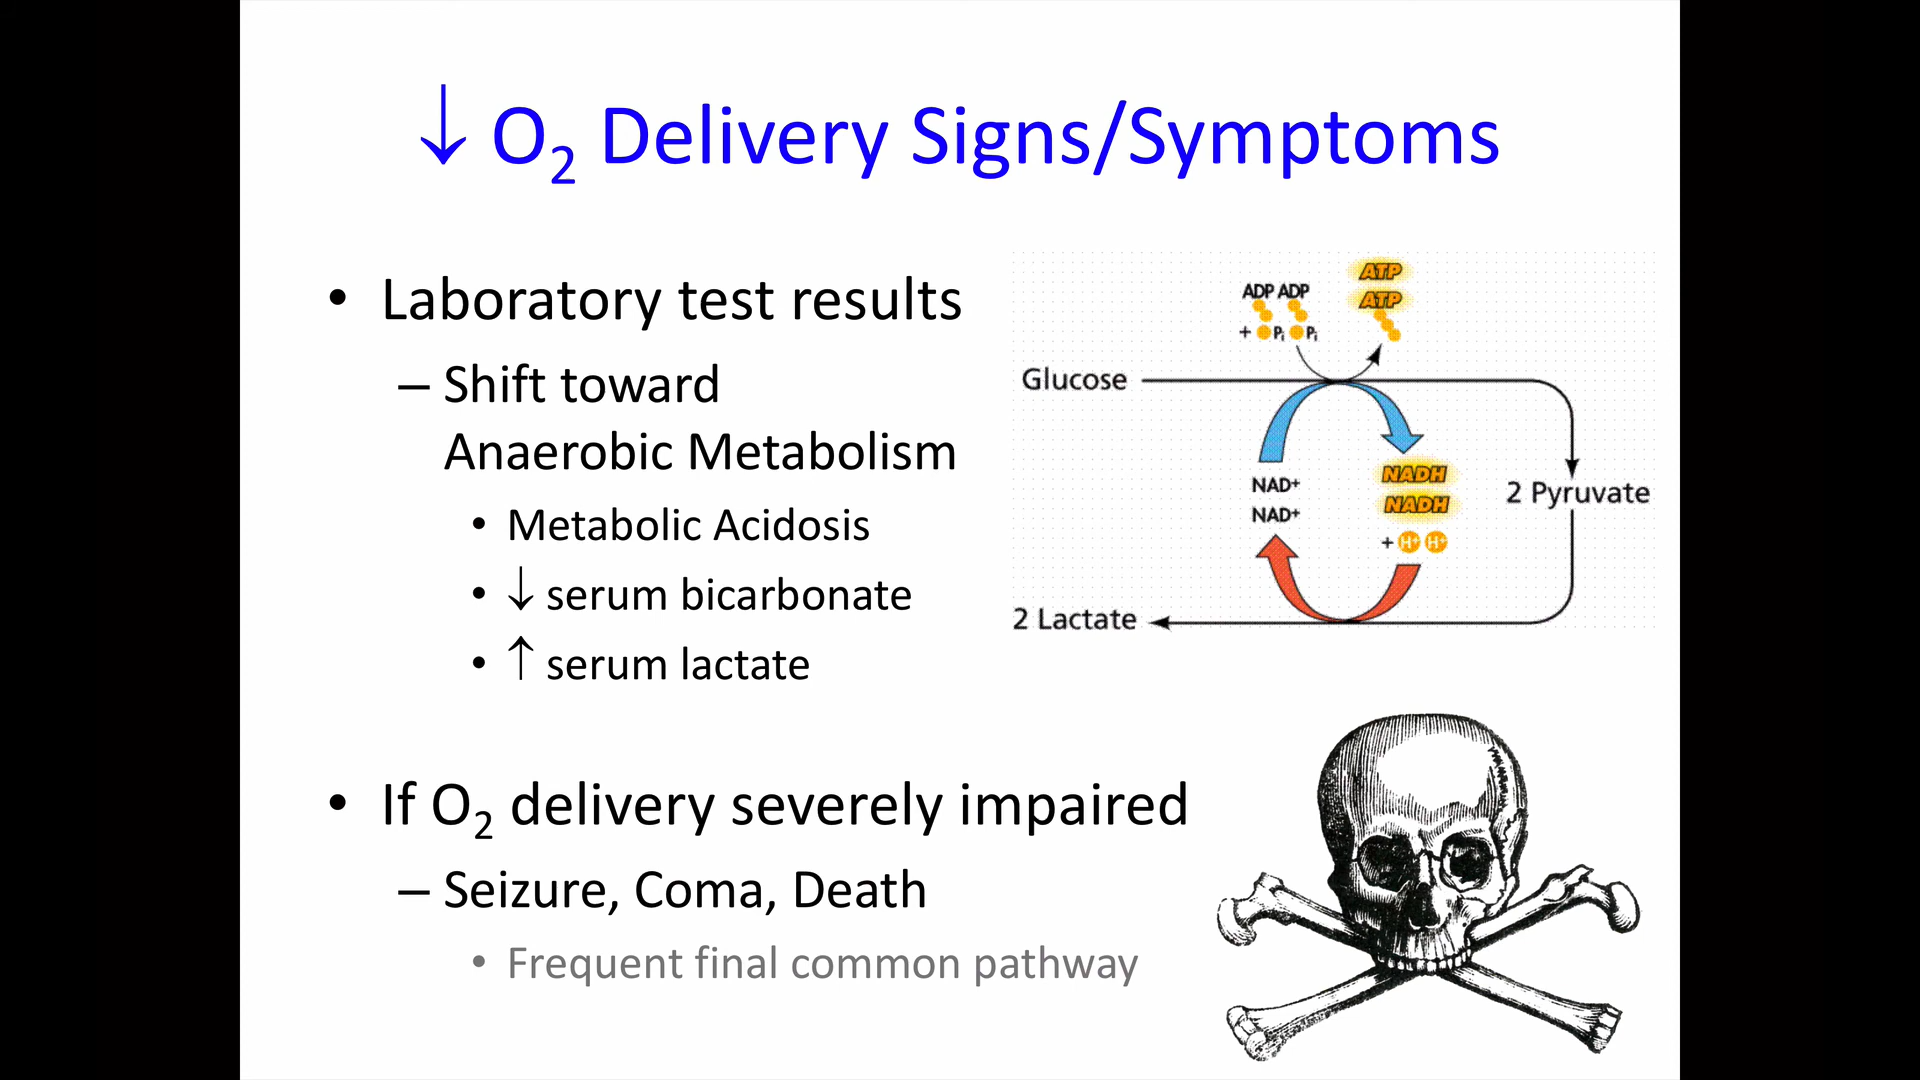 ↓ O₂ Delivery Signs/Symptoms
• Laboratory test results
– Shift toward
Anaerobic Metabolism
• Metabolic Acidosis
• ↓ serum bicarbonate
• ↑ serum lactate
• If O₂ delivery severely impaired
– Seizure, Coma, Death
• Frequent final common pathway
ATP
ADP ADP ATP
+ Pi Pi
Glucose
NADH
NAD⁺ NADH 2 Pyruvate
NAD⁺
+ H⁺ H⁺
2 Lactate